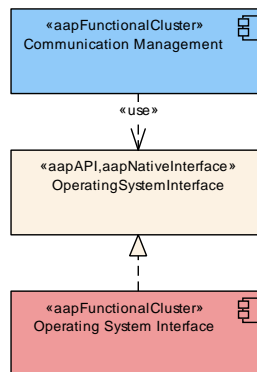 «aapFunctionalCluster»
Communication Management
«use»
«aapAPI,aapNativeInterface»
OperatingSystemInterface
«aapFunctionalCluster»
Operating System Interface